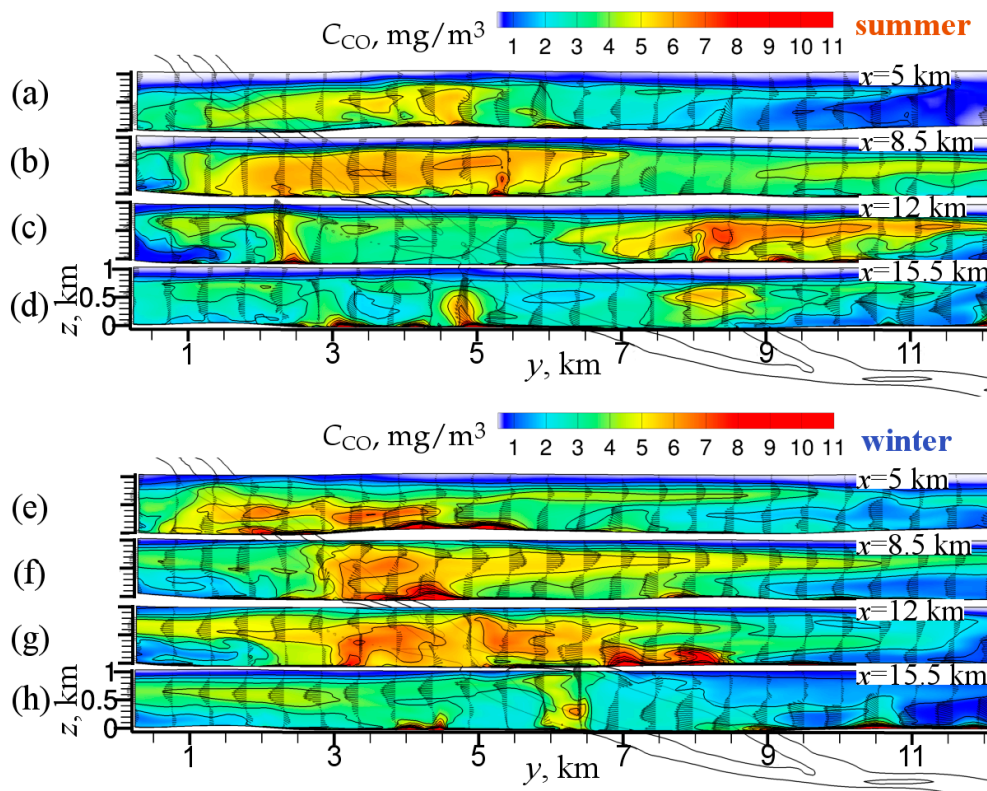 C_CO, mg/m³ 1 2 3 4 5 6 7 8 9 10 11 summer
(a) x=5 km
(b) x=8.5 km
(c) x=12 km
(d) x=15.5 km
z, km 1 0.5 0
1 3 5 7 9 11
y, km
C_CO, mg/m³ 1 2 3 4 5 6 7 8 9 10 11 winter
(e) x=5 km
(f) x=8.5 km
(g) x=12 km
(h) x=15.5 km
z, km 1 0.5 0
1 3 5 7 9 11
y, km